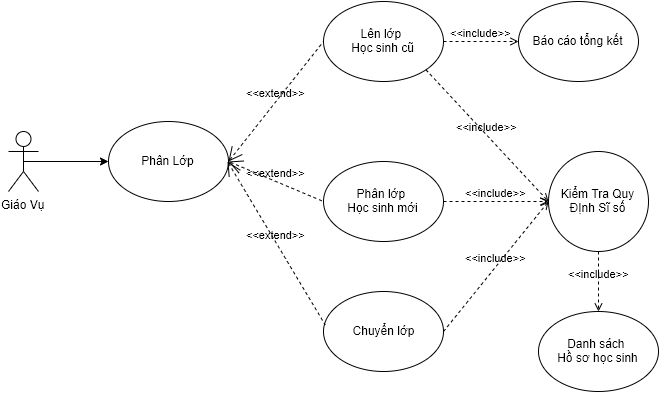 Lên lớp
Học sinh cũ
<<include>>
Báo cáo tổng kết
<<extend>>
<<include>>
Phân Lớp
Giáo Vụ
<<extend>>
Phân lớp
Học sinh mới
<<include>>
Kiểm Tra Quy
Định Sĩ số
<<extend>>
<<include>>
<<include>>
Chuyển lớp
Danh sách
Hồ sơ học sinh